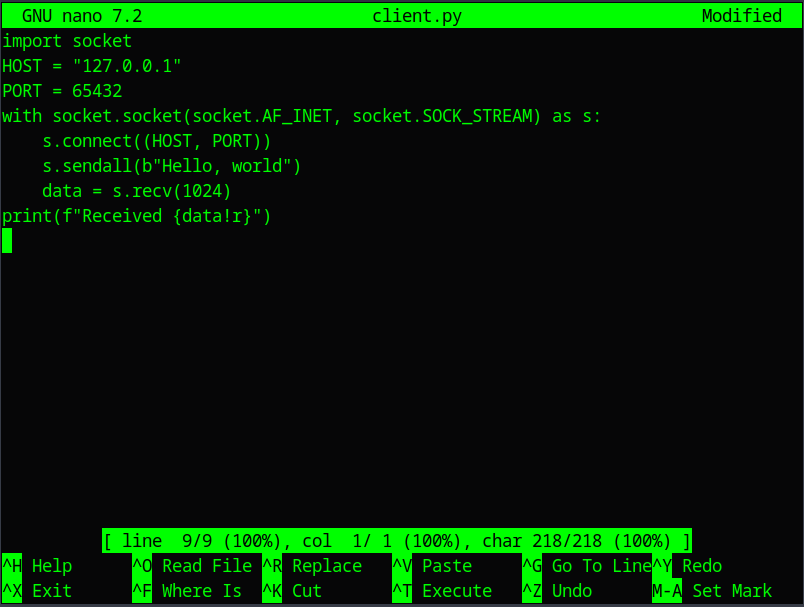 GNU nano 7.2 client.py Modified
import socket
HOST = "127.0.0.1"
PORT = 65432
with socket.socket(socket.AF_INET, socket.SOCK_STREAM) as s:
    s.connect((HOST, PORT))
    s.sendall(b"Hello, world")
    data = s.recv(1024)
print(f"Received {data!r}")
[ line  9/9 (100%), col  1/ 1 (100%), char 218/218 (100%) ]
^H Help ^O Read File ^R Replace ^V Paste ^G Go To Line ^Y Redo
^X Exit ^F Where Is ^K Cut ^T Execute ^Z Undo M-A Set Mark